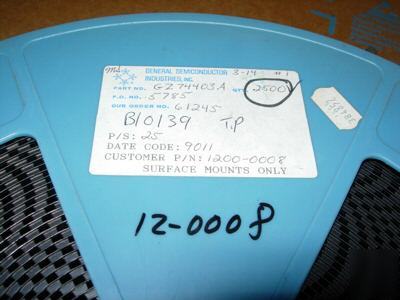 GENERAL SEMICONDUCTOR 3-14 #1
INDUSTRIES, INC.
PART NO. GZ74403A QTY. 2500
P.O. NO. 5785
OUR ORDER NO. 61245
B10139 T.P
P/S: 25
DATE CODE: 9011
CUSTOMER P/N: 1200-0008
SURFACE MOUNTS ONLY
12-0008